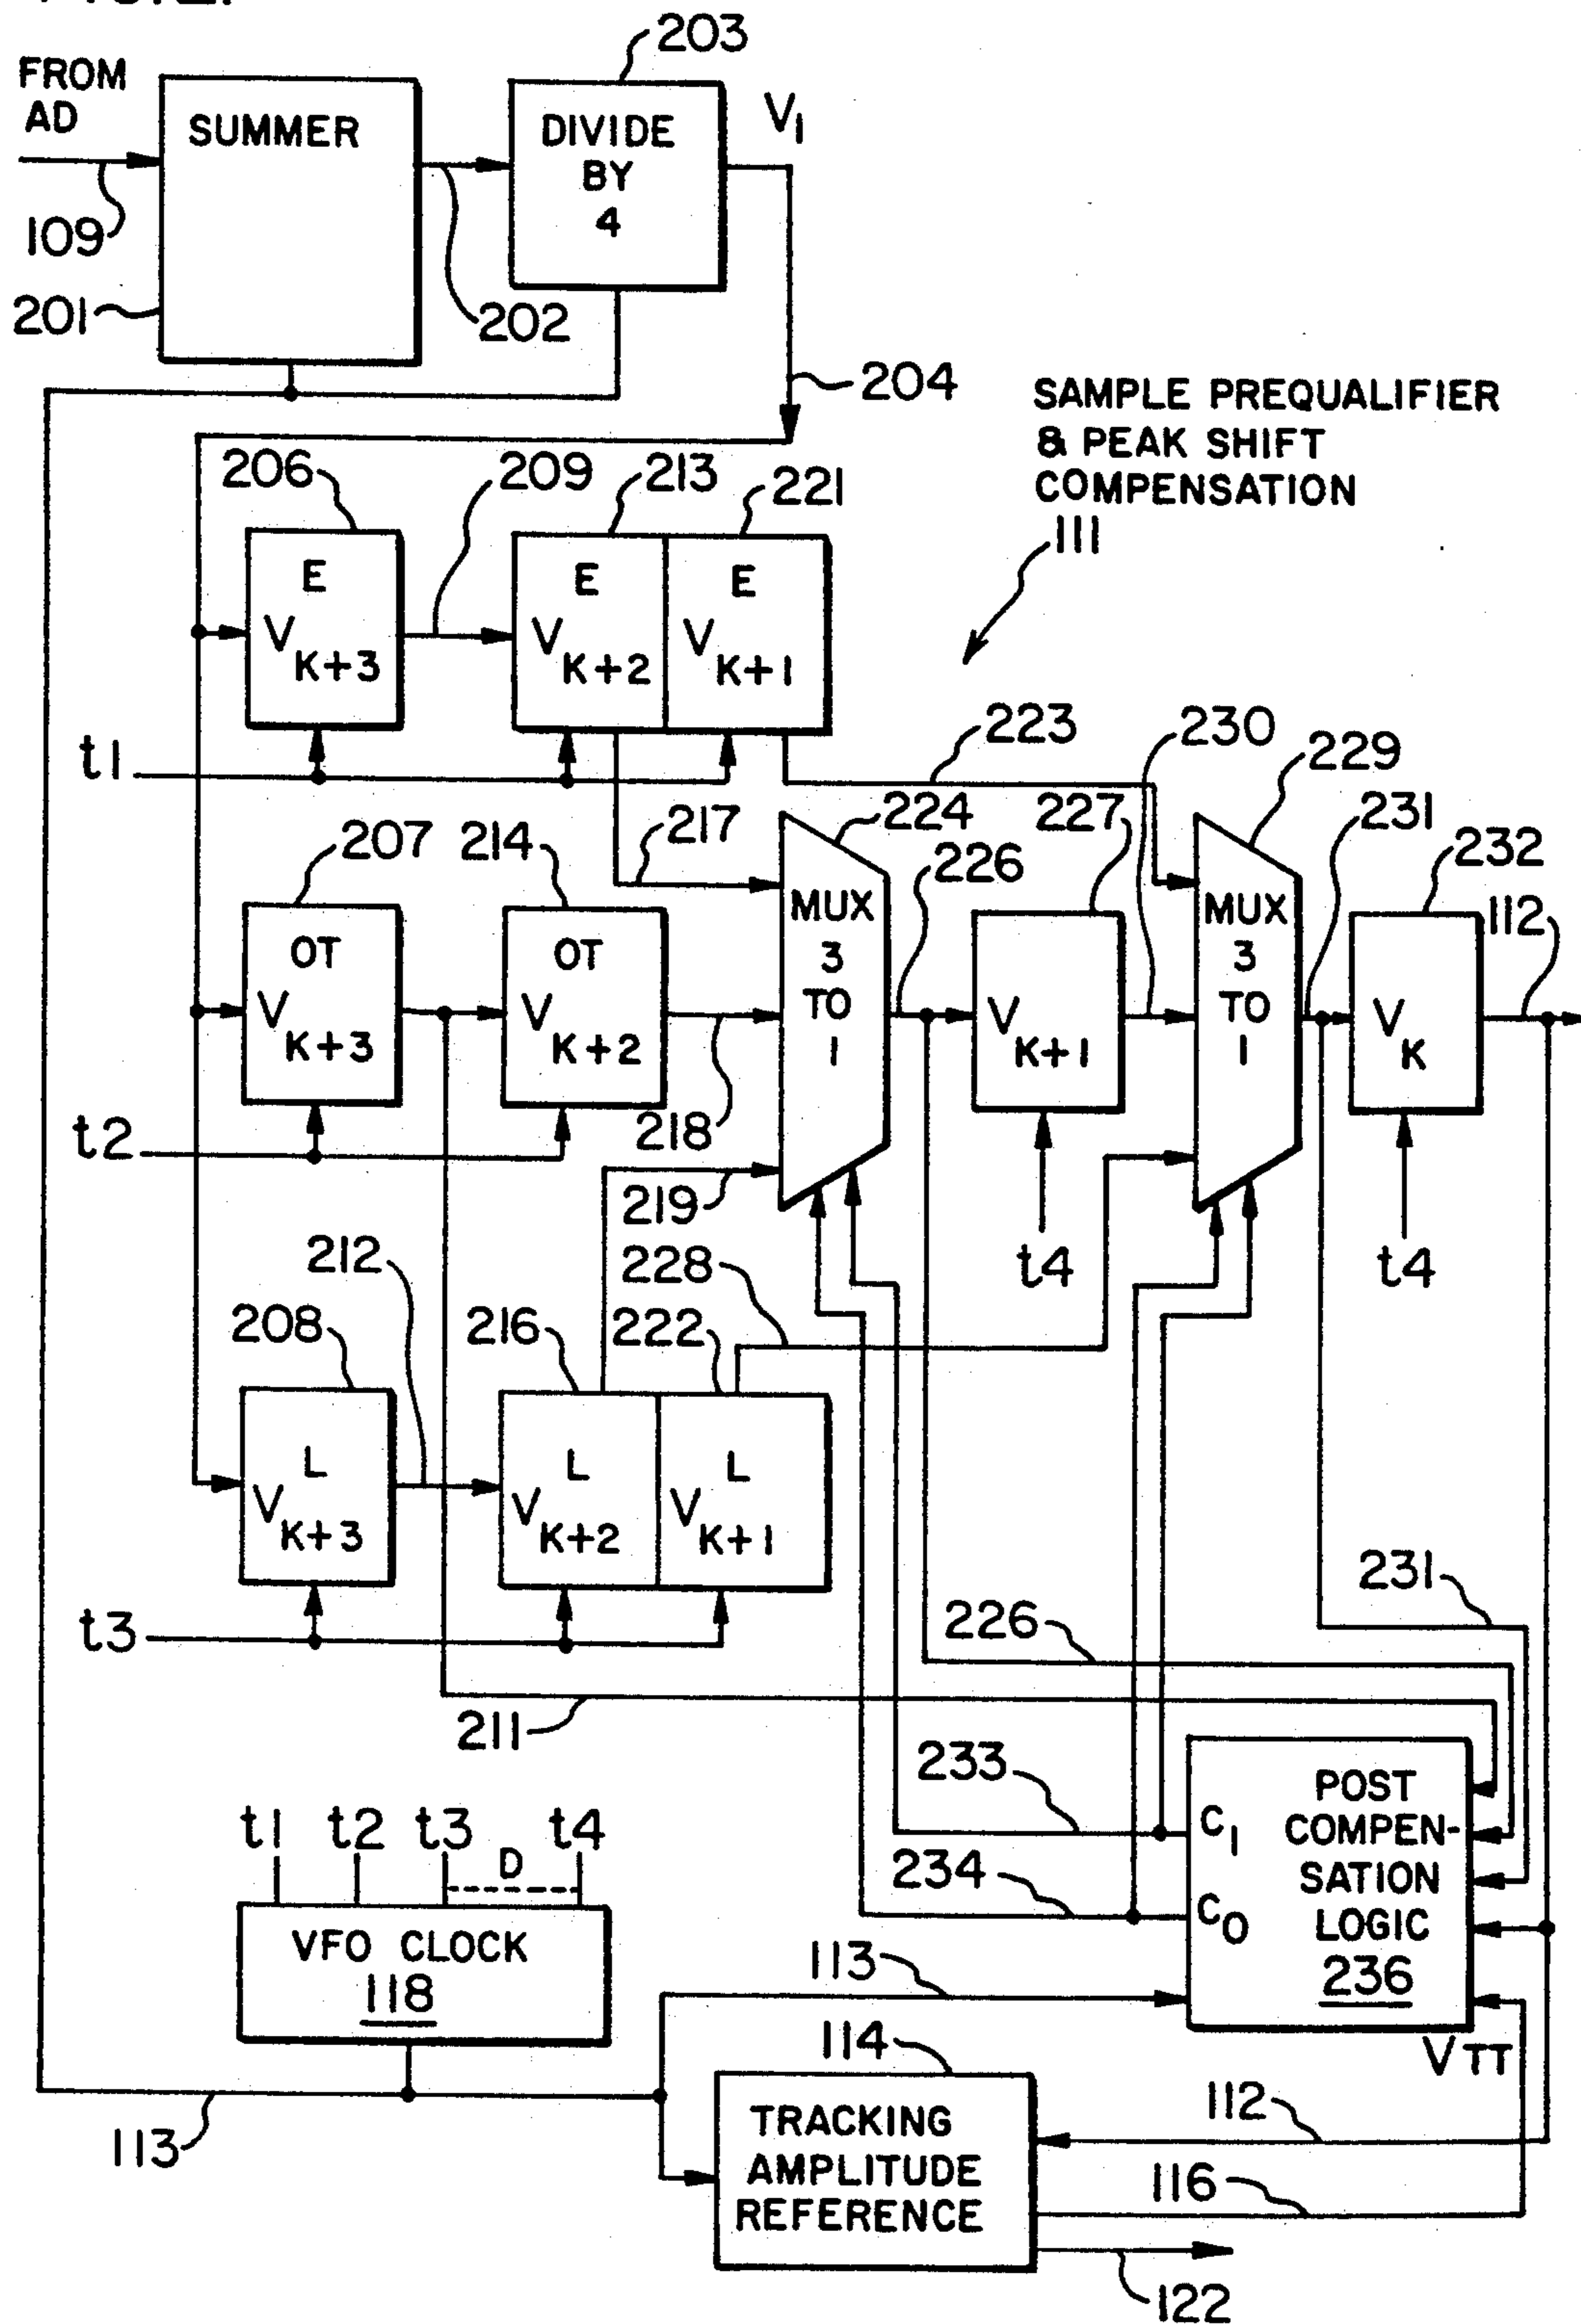 203
FROM
AD
SUMMER
DIVIDE
BY
4
V1
109
201
202
204
SAMPLE PREQUALIFIER
& PEAK SHIFT
COMPENSATION
111
206
209
213
221
E
VK+3
E
VK+2
E
VK+1
t1
223
230
229
207
214
217
224
227
231
232
226
112
OT
VK+3
OT
VK+2
MUX
3
TO
1
VK+1
MUX
3
TO
1
VK
t2
218
219
t4
t4
212
228
208
216
222
L
VK+3
L
VK+2
L
VK+1
t3
231
226
211
233
234
t1 t2 t3 t4
D
VFO CLOCK
118
C1
C0
POST
COMPEN-
SATION
LOGIC
236
113
VTT
114
113
TRACKING
AMPLITUDE
REFERENCE
112
116
122